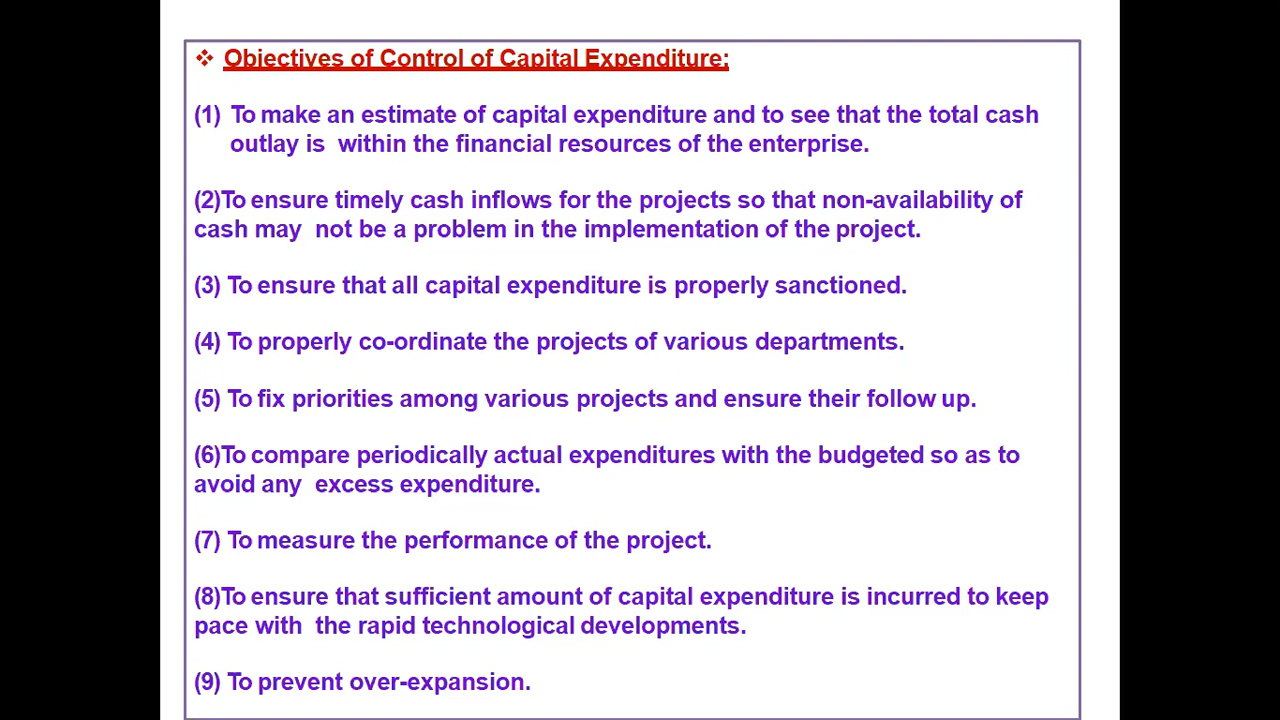 ❖ Objectives of Control of Capital Expenditure:
(1) To make an estimate of capital expenditure and to see that the total cash
outlay is within the financial resources of the enterprise.
(2)To ensure timely cash inflows for the projects so that non-availability of
cash may not be a problem in the implementation of the project.
(3) To ensure that all capital expenditure is properly sanctioned.
(4) To properly co-ordinate the projects of various departments.
(5) To fix priorities among various projects and ensure their follow up.
(6)To compare periodically actual expenditures with the budgeted so as to
avoid any excess expenditure.
(7) To measure the performance of the project.
(8)To ensure that sufficient amount of capital expenditure is incurred to keep
pace with the rapid technological developments.
(9) To prevent over-expansion.